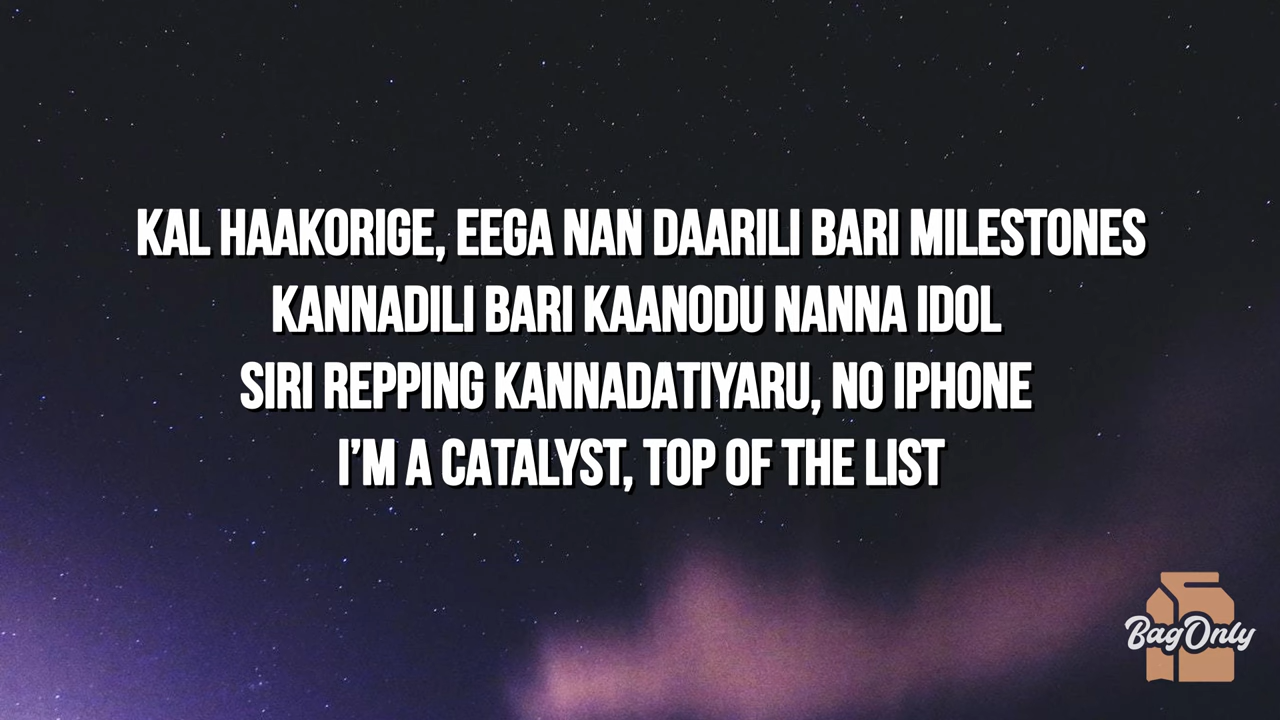 KAL HAAKORIGE, EEGA NAN DAARILI BARI MILESTONES
KANNADILI BARI KAANODU NANNA IDOL
SIRI REPPING KANNADATIYARU, NO IPHONE
I'M A CATALYST, TOP OF THE LIST
BagOnly